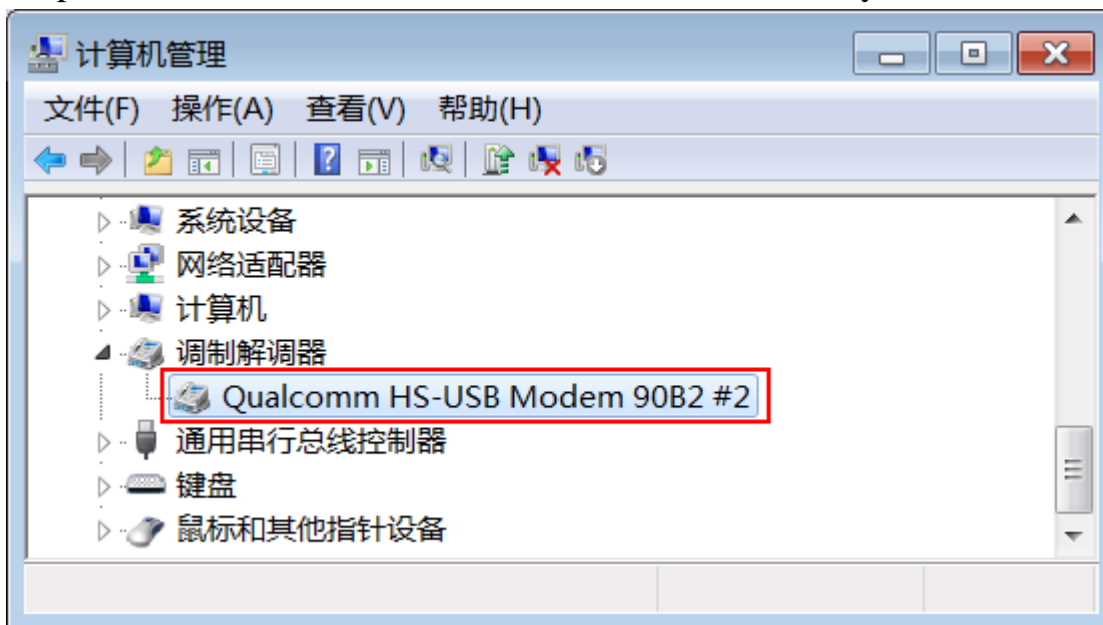 计算机管理
文件(F) 操作(A) 查看(V) 帮助(H)
系统设备
网络适配器
计算机
调制解调器
Qualcomm HS-USB Modem 90B2 #2
通用串行总线控制器
键盘
鼠标和其他指针设备